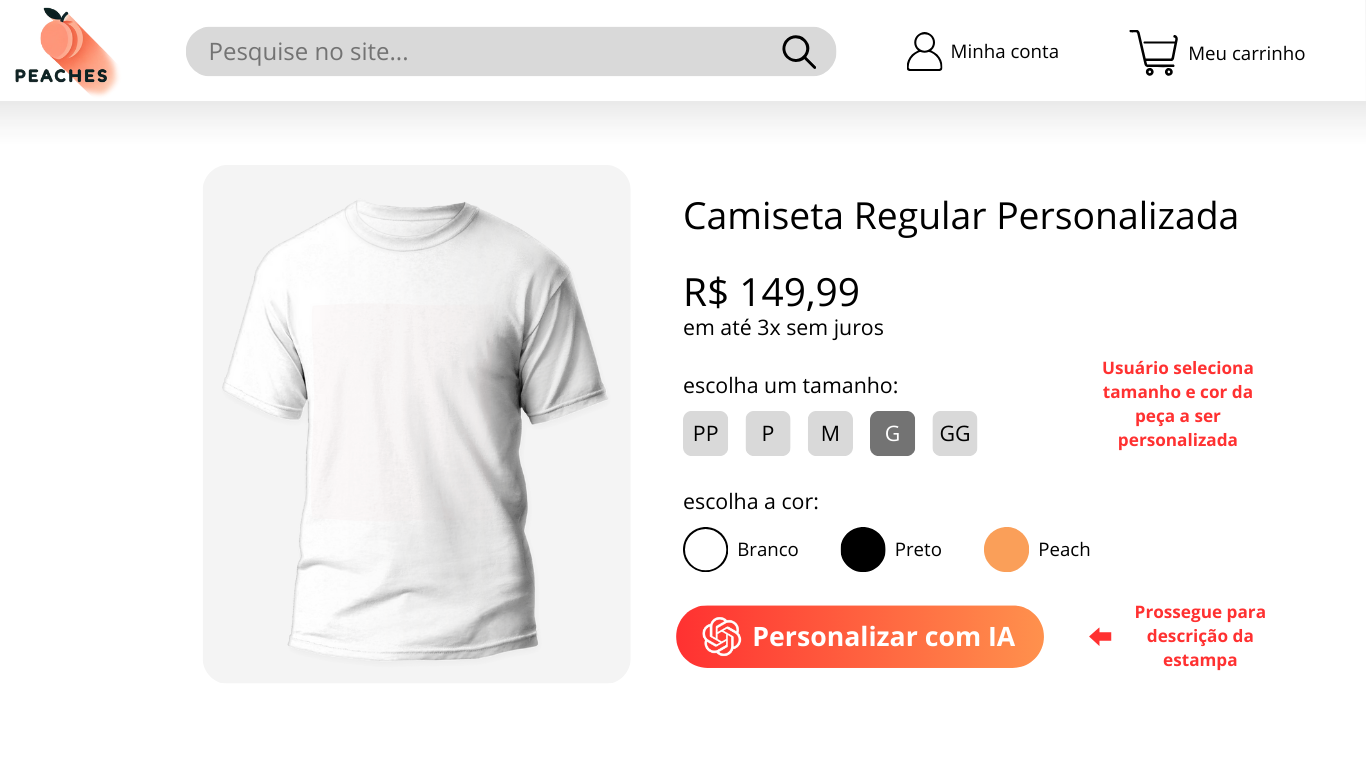 PEACHES
Pesquise no site...
Minha conta
Meu carrinho
Camiseta Regular Personalizada
R$ 149,99
em até 3x sem juros
escolha um tamanho:
PP P M G GG
Usuário seleciona
tamanho e cor da
peça a ser
personalizada
escolha a cor:
Branco Preto Peach
Personalizar com IA
Prossegue para
descrição da
estampa